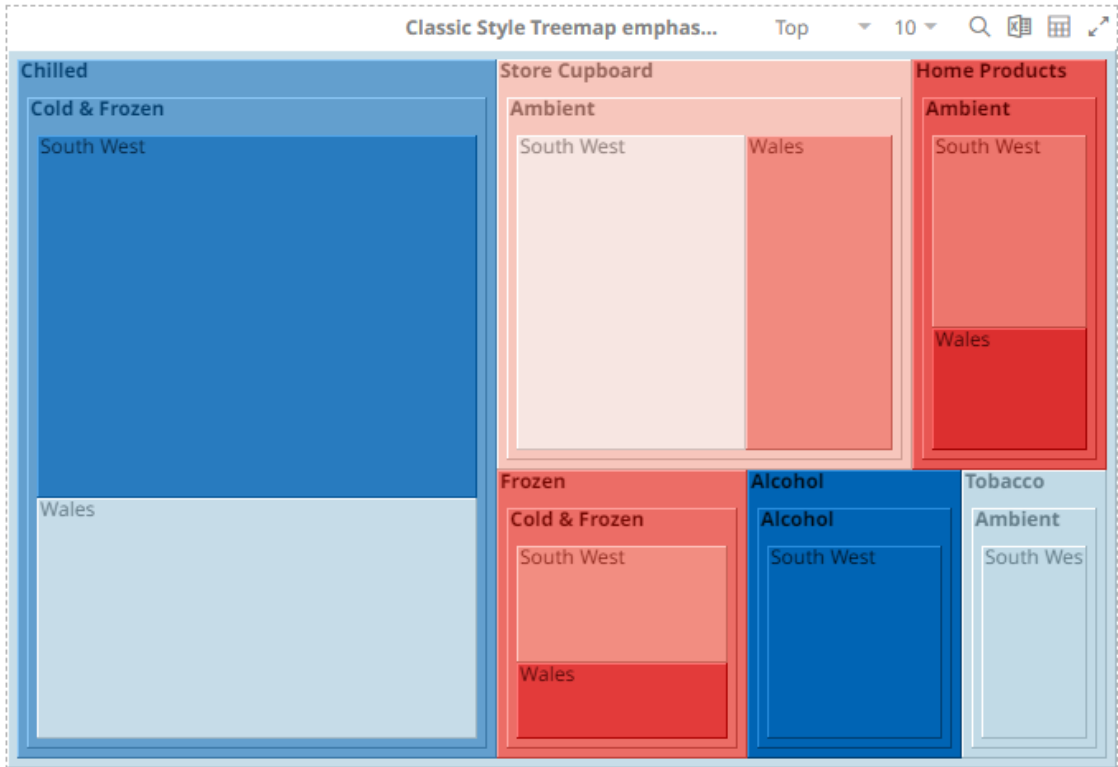 Classic Style Treemap emphas... Top 10
Chilled
Cold & Frozen
South West
Wales
Store Cupboard
Ambient
South West
Wales
Home Products
Ambient
South West
Wales
Frozen
Cold & Frozen
South West
Wales
Alcohol
Alcohol
South West
Tobacco
Ambient
South Wes